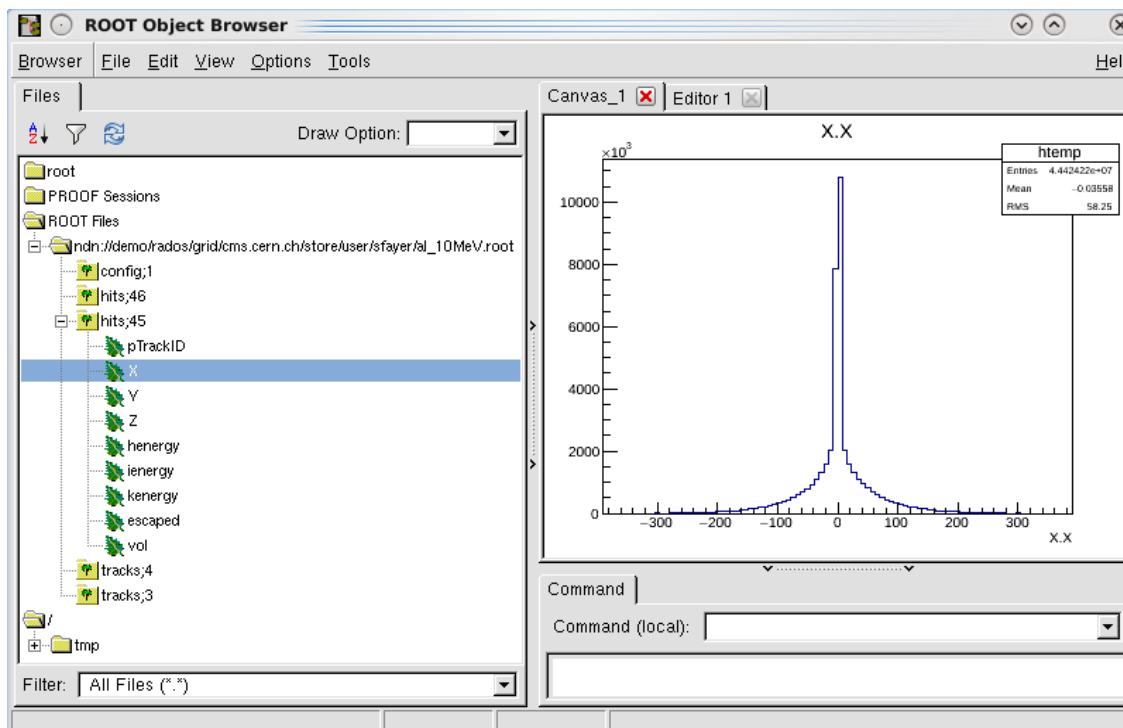 ROOT Object Browser
Browser File Edit View Options Tools Hel
Files
Draw Option:
root
PROOF Sessions
ROOT Files
ndn://demo/rados/grid/cms.cern.ch/store/user/sfayer/al_10MeV.root
config;1
hits;46
hits;45
pTrackID
X
Y
Z
henergy
ienergy
kenergy
escaped
vol
tracks;4
tracks;3
/
tmp
Filter: All Files (*.*)
Canvas_1 Editor 1
X.X
×10³
htemp
Entries 4.442422e+07
Mean −0.03558
RMS 58.25
10000
8000
6000
4000
2000
0
−300 −200 −100 0 100 200 300
X.X
Command
Command (local):